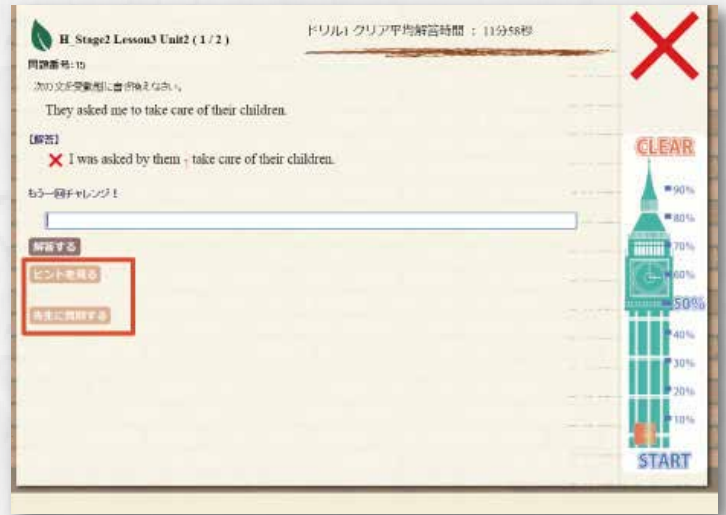 H_Stage2 Lesson3 Unit2 ( 1 / 2 )
ドリル1 クリア平均解答時間 : 11分58秒
問題番号:15
次の文を受動態に書き換えなさい。
They asked me to take care of their children.
【解答】
I was asked by them - take care of their children.
もう一回チャレンジ！
解答する
ヒントを見る
先生に質問する
CLEAR
90%
80%
70%
60%
50%
40%
30%
20%
10%
START